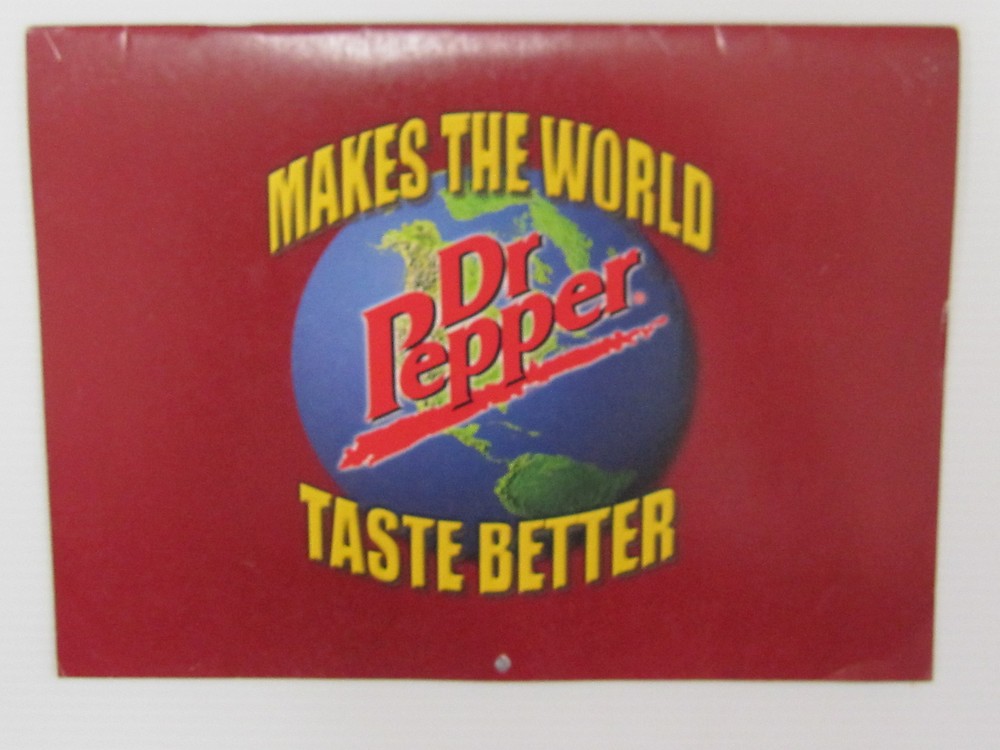 MAKES THE WORLD
Dr
Pepper®
TASTE BETTER